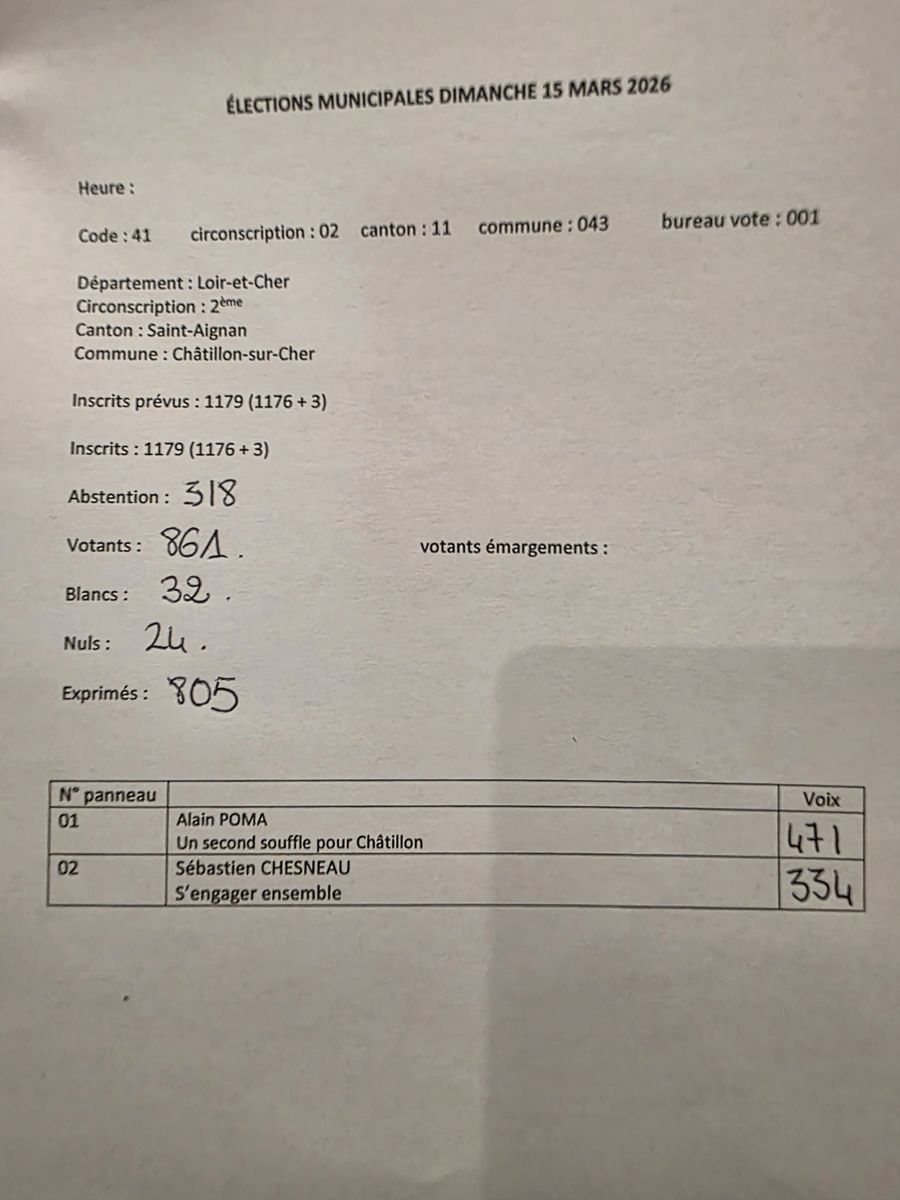 ÉLECTIONS MUNICIPALES DIMANCHE 15 MARS 2026
Heure :
Code : 41 circonscription : 02 canton : 11 commune : 043 bureau vote : 001
Département : Loir-et-Cher
Circonscription : 2ème
Canton : Saint-Aignan
Commune : Châtillon-sur-Cher
Inscrits prévus : 1179 (1176 + 3)
Inscrits : 1179 (1176 + 3)
Abstention : 318
Votants : 861. votants émargements :
Blancs : 32.
Nuls : 24.
Exprimés : 805
N° panneau Voix
01 Alain POMA 471
Un second souffle pour Châtillon
02 Sébastien CHESNEAU 334
S'engager ensemble